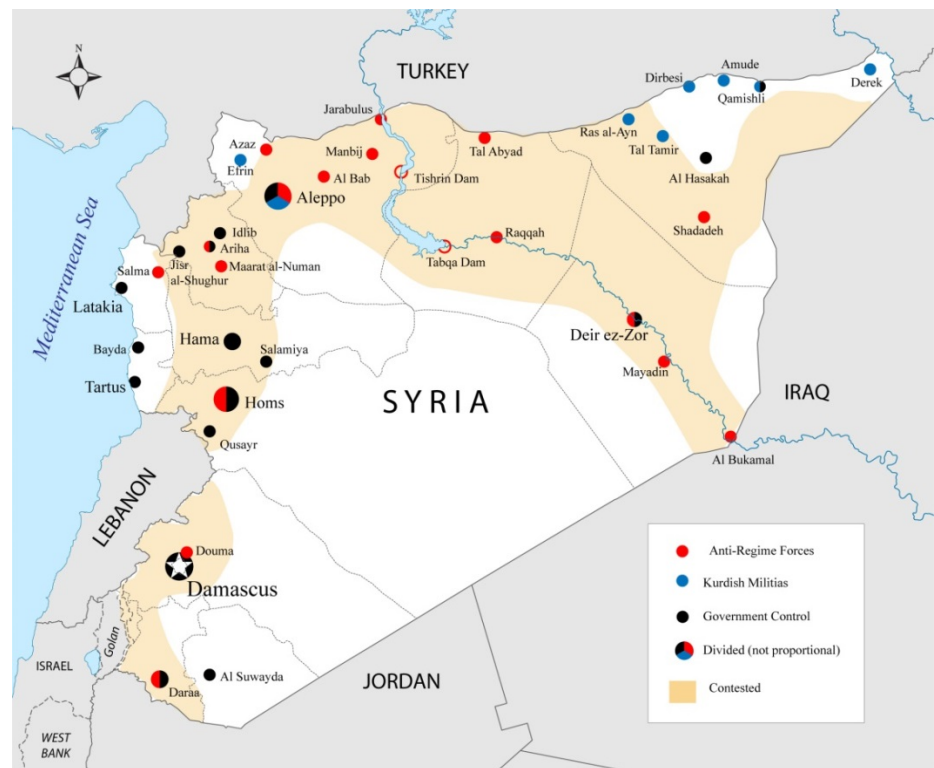 N
TURKEY
Amude
Dirbesi
Derek
Qamishli
Jarabulus
Ras al-Ayn
Azaz
Manbij
Tal Abyad
Tal Tamir
Efrin
Al Bab
Tishrin Dam
Al Hasakah
Aleppo
Mediterranean Sea
Idlib
Shadadeh
Ariha
Raqqah
Salma
Jisr
al-Shughur
Maarat al-Numan
Tabqa Dam
Latakia
Deir ez-Zor
Hama
Bayda
Salamiya
Mayadin
Tartus
SYRIA
IRAQ
Homs
Qusayr
Al Bukamal
LEBANON
Douma
Damascus
Golan
ISRAEL
Al Suwayda
JORDAN
Daraa
WEST
BANK
Anti-Regime Forces
Kurdish Militias
Government Control
Divided (not proportional)
Contested